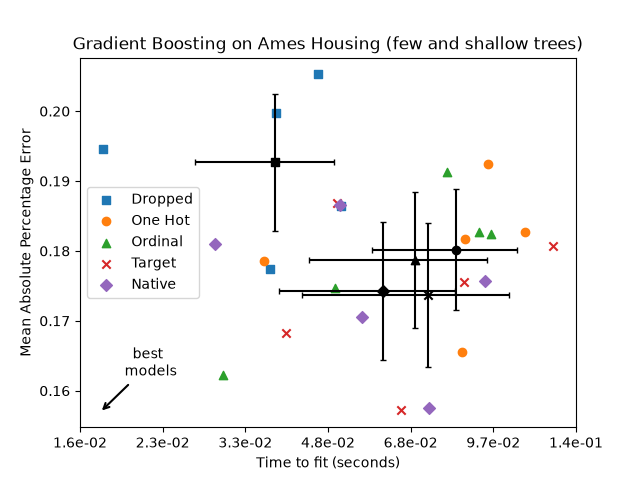 Gradient Boosting on Ames Housing (few and shallow trees)
Mean Absolute Percentage Error
0.20
0.19
0.18
0.17
0.16
Dropped
One Hot
Ordinal
Target
Native
best
models
1.6e-02 2.3e-02 3.3e-02 4.8e-02 6.8e-02 9.7e-02 1.4e-01
Time to fit (seconds)